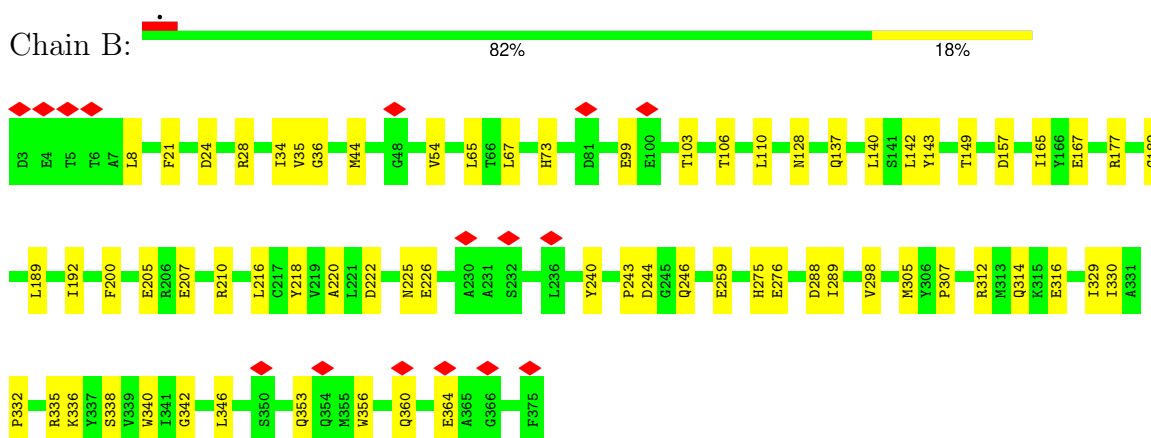 Chain B:
82% 18%
D3 E4 T5 T6 A7 L8 F21 D24 R28 I34 V35 G36 M44 G48 V54 L65 T66 L67 H73 D81 E99 E100 T103 T106 L110 N128 Q137 L140 S141 L142 Y143 T149 D157 I165 Y166 E167 R177
L189 I192 F200 E205 R206 E207 R210 L216 C217 Y218 V219 A220 L221 D222 N225 E226 A230 A231 S232 L236 Y240 P243 D244 G245 Q246 E259 H275 E276 D288 I289 V298 M305 Y306 P307 R312 M313 Q314 K315 E316 I329 I330 A331
P332 R335 K336 Y337 S338 V339 W340 I341 G342 L346 S350 Q353 Q354 M355 W356 Q360 E364 A365 G366 F375